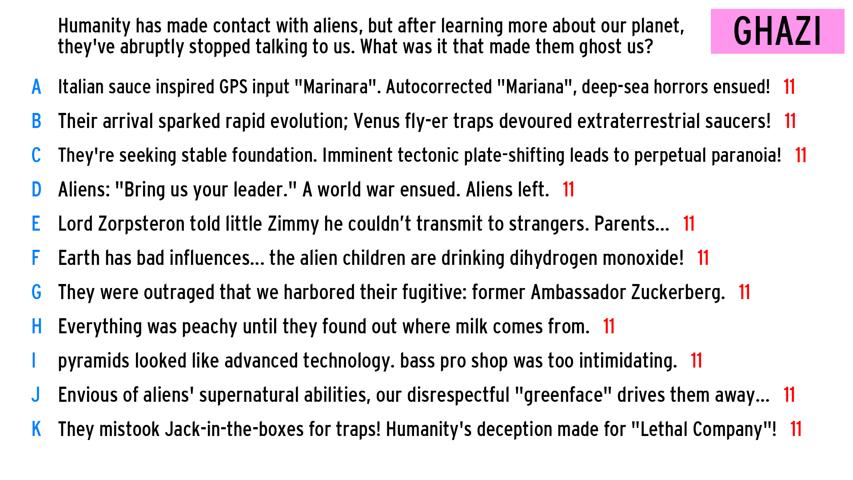 Humanity has made contact with aliens, but after learning more about our planet,
they've abruptly stopped talking to us. What was it that made them ghost us?
GHAZI
A Italian sauce inspired GPS input "Marinara". Autocorrected "Mariana", deep-sea horrors ensued! 11
B Their arrival sparked rapid evolution; Venus fly-er traps devoured extraterrestrial saucers! 11
C They're seeking stable foundation. Imminent tectonic plate-shifting leads to perpetual paranoia! 11
D Aliens: "Bring us your leader." A world war ensued. Aliens left. 11
E Lord Zorpsteron told little Zimmy he couldn’t transmit to strangers. Parents... 11
F Earth has bad influences... the alien children are drinking dihydrogen monoxide! 11
G They were outraged that we harbored their fugitive: former Ambassador Zuckerberg. 11
H Everything was peachy until they found out where milk comes from. 11
I pyramids looked like advanced technology. bass pro shop was too intimidating. 11
J Envious of aliens' supernatural abilities, our disrespectful "greenface" drives them away... 11
K They mistook Jack-in-the-boxes for traps! Humanity's deception made for "Lethal Company"! 11